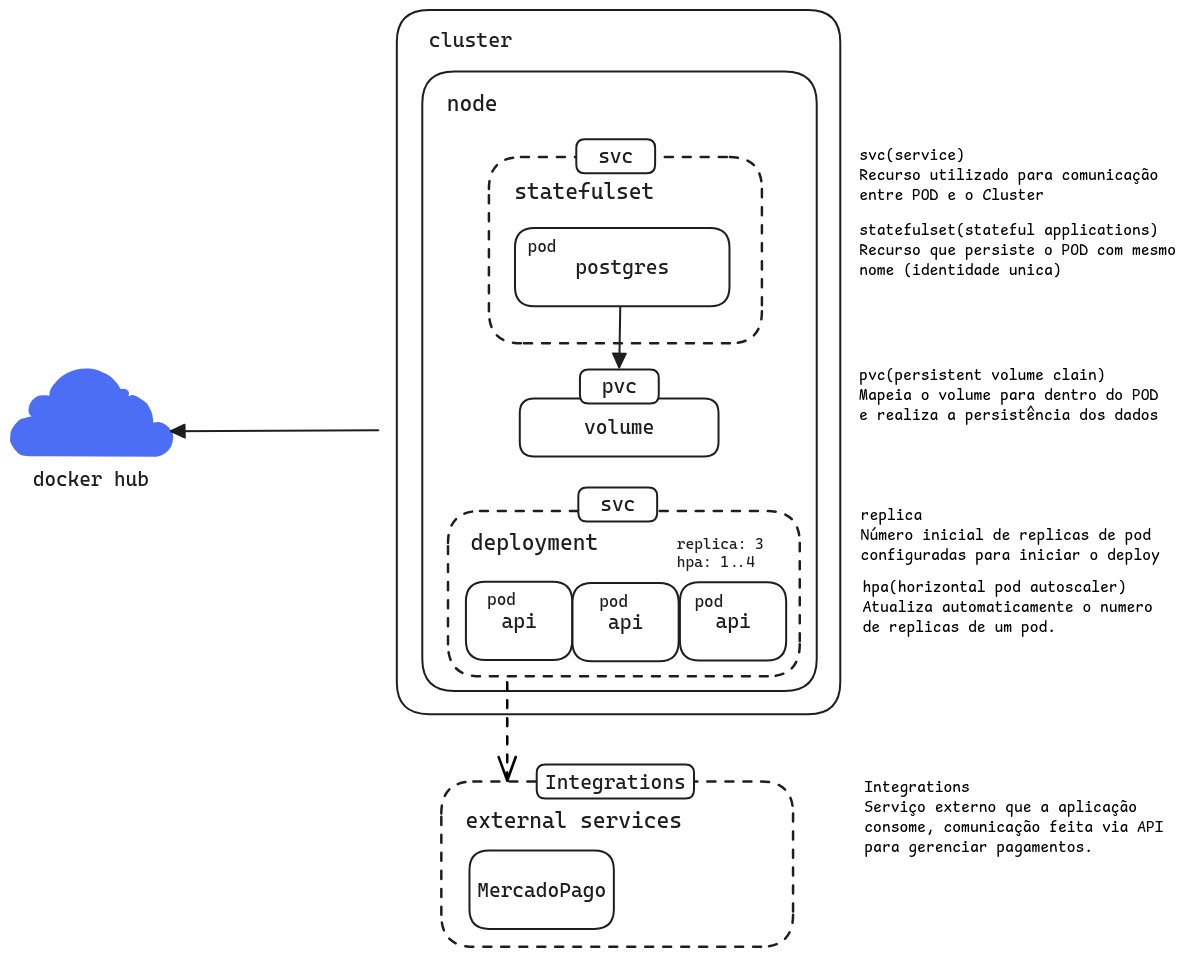 cluster
node
svc
statefulset
pod
postgres
pvc
volume
svc
deployment
replica: 3
hpa: 1..4
pod
api
pod
api
pod
api
docker hub
Integrations
external services
MercadoPago
svc(service)
Recurso utilizado para comunicação
entre POD e o Cluster
statefulset(stateful applications)
Recurso que persiste o POD com mesmo
nome (identidade unica)
pvc(persistent volume clain)
Mapeia o volume para dentro do POD
e realiza a persistência dos dados
replica
Número inicial de replicas de pod
configuradas para iniciar o deploy
hpa(horizontal pod autoscaler)
Atualiza automaticamente o numero
de replicas de um pod.
Integrations
Serviço externo que a aplicação
consome, comunicação feita via API
para gerenciar pagamentos.